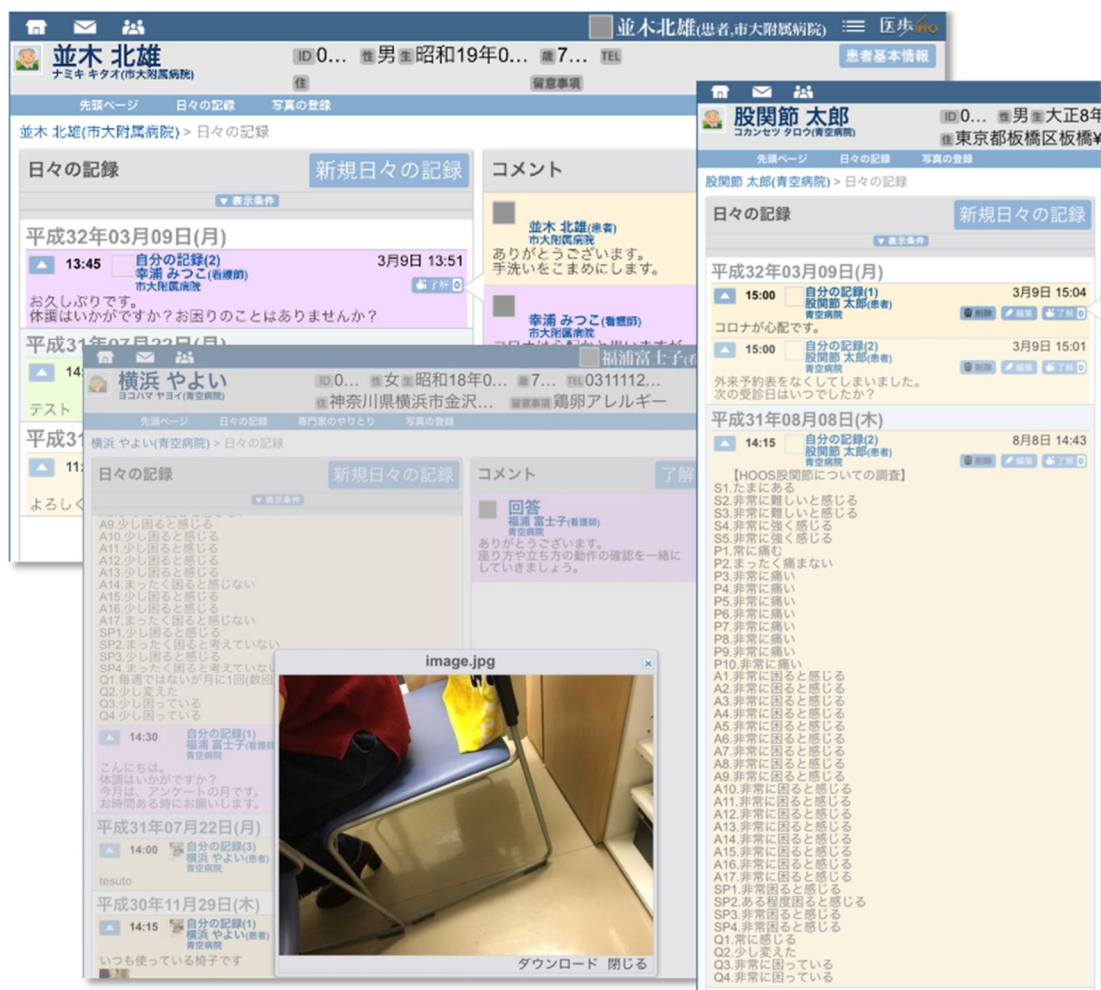 並木北雄(患者,市大附属病院)
医歩
並木 北雄
ナミキ キタオ(市大附属病院)
ID 0... 性 男 生 昭和19年0... 歳 7... TEL
住
留意事項
患者基本情報
先頭ページ 日々の記録 写真の登録
並木 北雄(市大附属病院) > 日々の記録
日々の記録
新規日々の記録
▼ 表示条件
平成32年03月09日(月)
13:45
自分の記録(2)
幸浦 みつこ(看護師)
市大附属病院
3月9日 13:51
了解 0
お久しぶりです。
体調はいかがですか?お困りのことはありませんか?
平成31年07月22日(月)
14:
テスト
平成31
11:
よろしく
コメント
並木 北雄(患者)
市大附属病院
ありがとうございます。
手洗いをこまめにします。
幸浦 みつこ(看護師)
市大附属病院
福浦富士子(看
横浜 やよい
ヨコハマ ヤヨイ(青空病院)
ID 0... 性 女 生 昭和18年0... 歳 7... TEL 0311112...
住 神奈川県横浜市金沢... 留意事項 鶏卵アレルギー
先頭ページ 日々の記録 専門家のやりとり 写真の登録
横浜 やよい(青空病院) > 日々の記録
日々の記録
新規日々の記録
▼ 表示条件
A9.少し困ると感じる
A10.少し困ると感じる
A11.少し困ると感じる
A12.少し困ると感じる
A13.少し困ると感じる
A14.まったく困ると感じない
A15.少し困ると感じる
A16.少し困ると感じる
A17.まったく困ると感じない
SP1.少し困ると感じる
SP2.まったく困ると考えていない
SP3.少し困ると感じる
SP4.まったく困ると考えていない
Q1.毎週ではないが月に1回(数回
Q2.少し変えた
Q3.少し困っている
Q4.少し困っている
14:30
自分の記録(1)
福浦 富士子(看護師
青空病院
こんにちは。
体調はいかがですか?
今月は、アンケートの月です。
お時間ある時にお願いします。
平成31年07月22日(月)
14:00
自分の記録(3)
横浜 やよい(患者)
青空病院
tesuto
平成30年11月29日(木)
14:15
自分の記録(1)
横浜 やよい(患者)
青空病院
いつも使っている椅子です
コメント
了解
回答
福浦 富士子(看護師)
青空病院
ありがとうございます。
座り方や立ち方の動作の確認を一緒に
していきましょう。
image.jpg
ダウンロード 閉じる
股関節 太郎
コカンセツ タロウ(青空病院)
ID 0... 性 男 生 大正8年
住 東京都板橋区板橋¥
先頭ページ 日々の記録 写真の登録
股関節 太郎(青空病院) > 日々の記録
日々の記録
新規日々の記録
▼ 表示条件
平成32年03月09日(月)
15:00
自分の記録(1)
股関節 太郎(患者)
青空病院
3月9日 15:04
削除 編集 了解 0
コロナが心配です。
15:00
自分の記録(2)
股関節 太郎(患者)
青空病院
3月9日 15:01
削除 編集 了解 0
外来予約表をなくしてしまいました。
次の受診日はいつでしたか?
平成31年08月08日(木)
14:15
自分の記録(2)
股関節 太郎(患者)
青空病院
8月8日 14:43
削除 編集 了解 0
【HOOS股関節についての調査】
S1.たまにある
S2.非常に難しいと感じる
S3.非常に難しいと感じる
S4.非常に強く感じる
S5.非常に強く感じる
P1.常に痛む
P2.まったく痛まない
P3.非常に痛い
P4.非常に痛い
P5.非常に痛い
P6.非常に痛い
P7.非常に痛い
P8.非常に痛い
P9.非常に痛い
P10.非常に痛い
A1.非常に困ると感じる
A2.非常に困ると感じる
A3.非常に困ると感じる
A4.非常に困ると感じる
A5.非常に困ると感じる
A6.非常に困ると感じる
A7.非常に困ると感じる
A8.非常に困ると感じる
A9.非常に困ると感じる
A10.非常に困ると感じる
A11.非常に困ると感じる
A12.非常に困ると感じる
A13.非常に困ると感じる
A14.非常に困ると感じる
A15.非常に困ると感じる
A16.非常に困ると感じる
A17.非常に困ると感じる
SP1.非常困ると感じる
SP2.ある程度困ると感じる
SP3.非常困ると感じる
SP4.非常困ると感じる
Q1.常に感じる
Q2.少し変えた
Q3.非常に困っている
Q4.非常に困っている